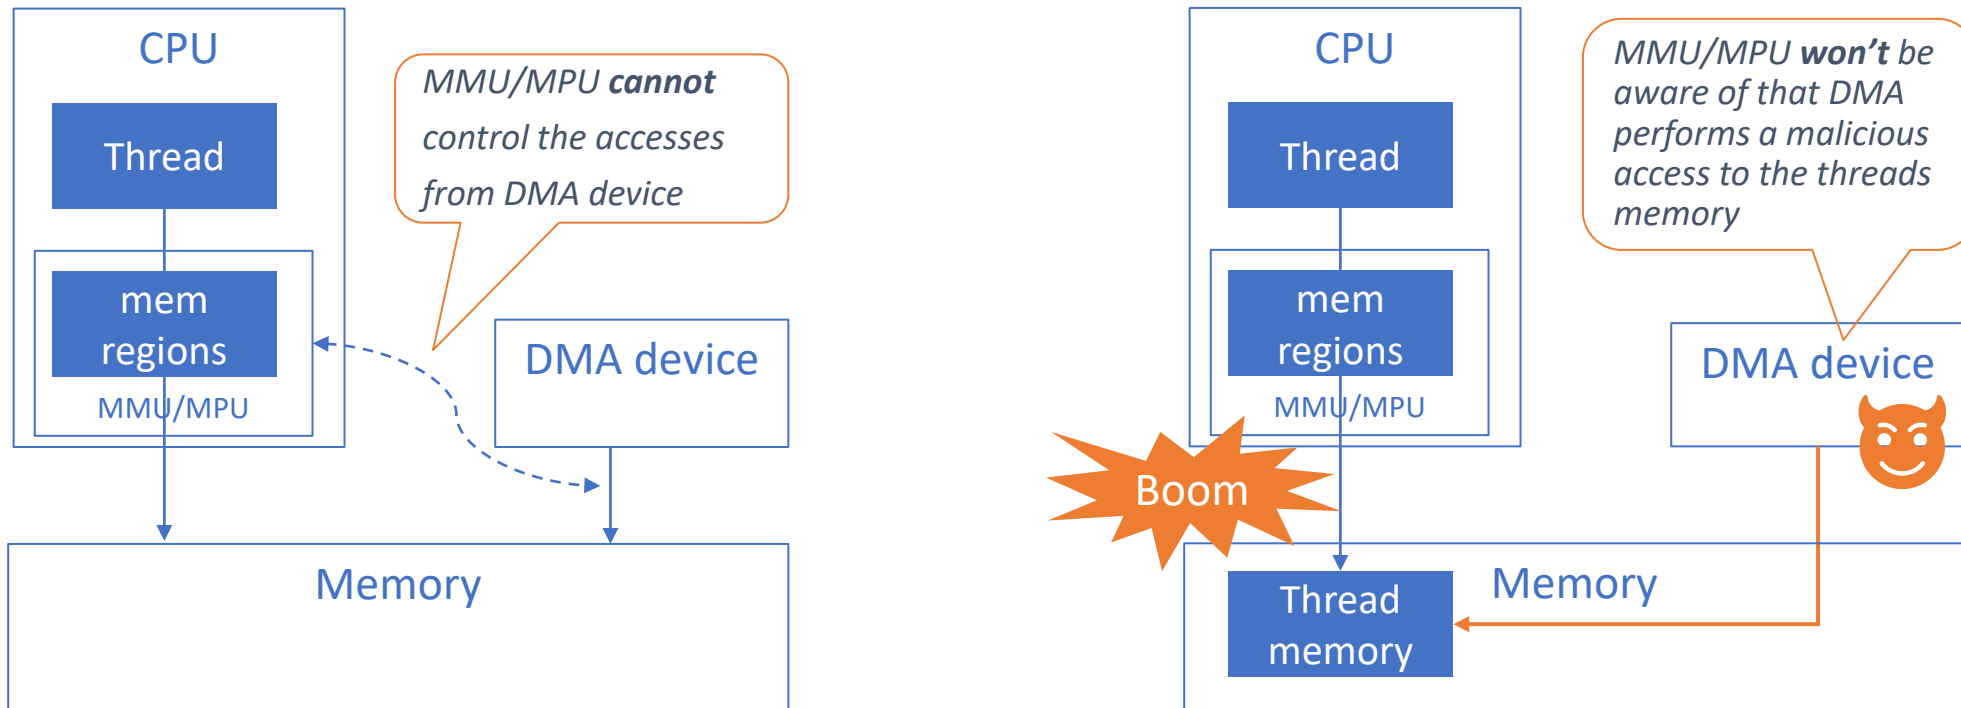 CPU
Thread
mem
regions
MMU/MPU
MMU/MPU cannot
control the accesses
from DMA device
DMA device
Memory
CPU
Thread
mem
regions
MMU/MPU
Boom
MMU/MPU won't be
aware of that DMA
performs a malicious
access to the threads
memory
DMA device
Memory
Thread
memory